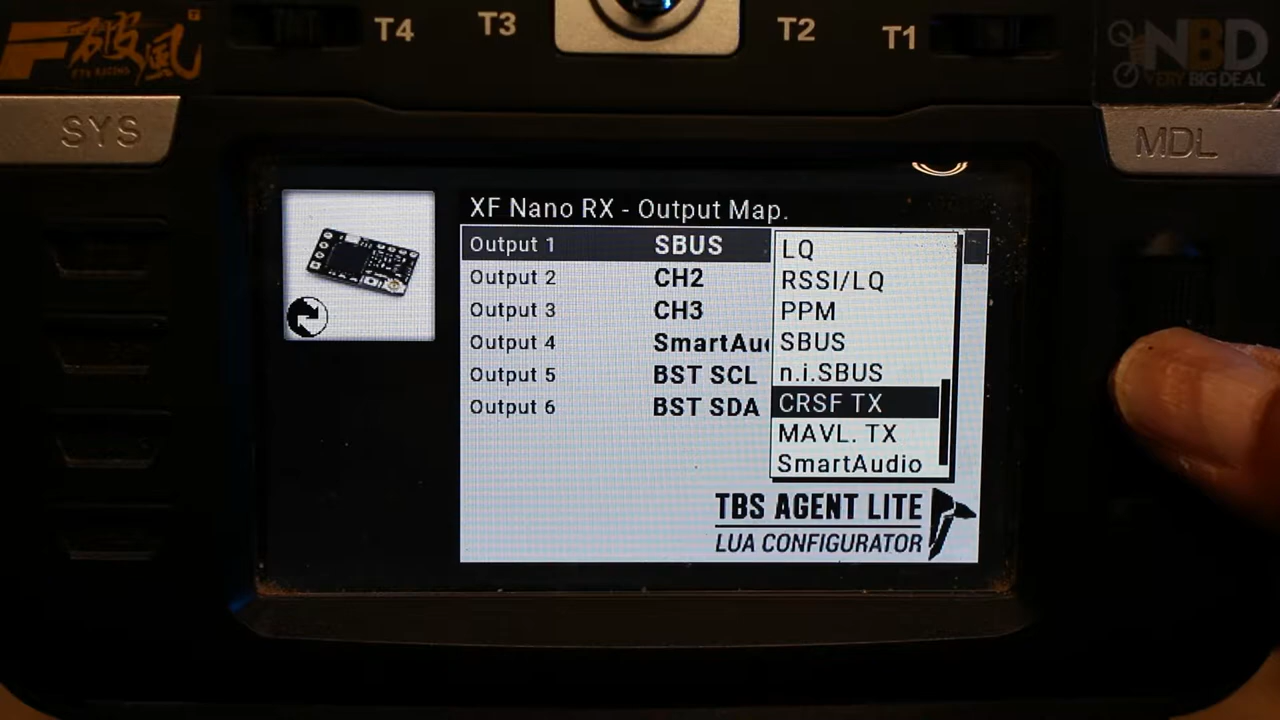 T4 T3 T2 T1
破風
NBD
VERY BIG DEAL
SYS
MDL
XF Nano RX - Output Map.
Output 1 SBUS
Output 2 CH2
Output 3 CH3
Output 4 SmartAu
Output 5 BST SCL
Output 6 BST SDA
LQ
RSSI/LQ
PPM
SBUS
n.i.SBUS
CRSF TX
MAVL. TX
SmartAudio
TBS AGENT LITE
LUA CONFIGURATOR